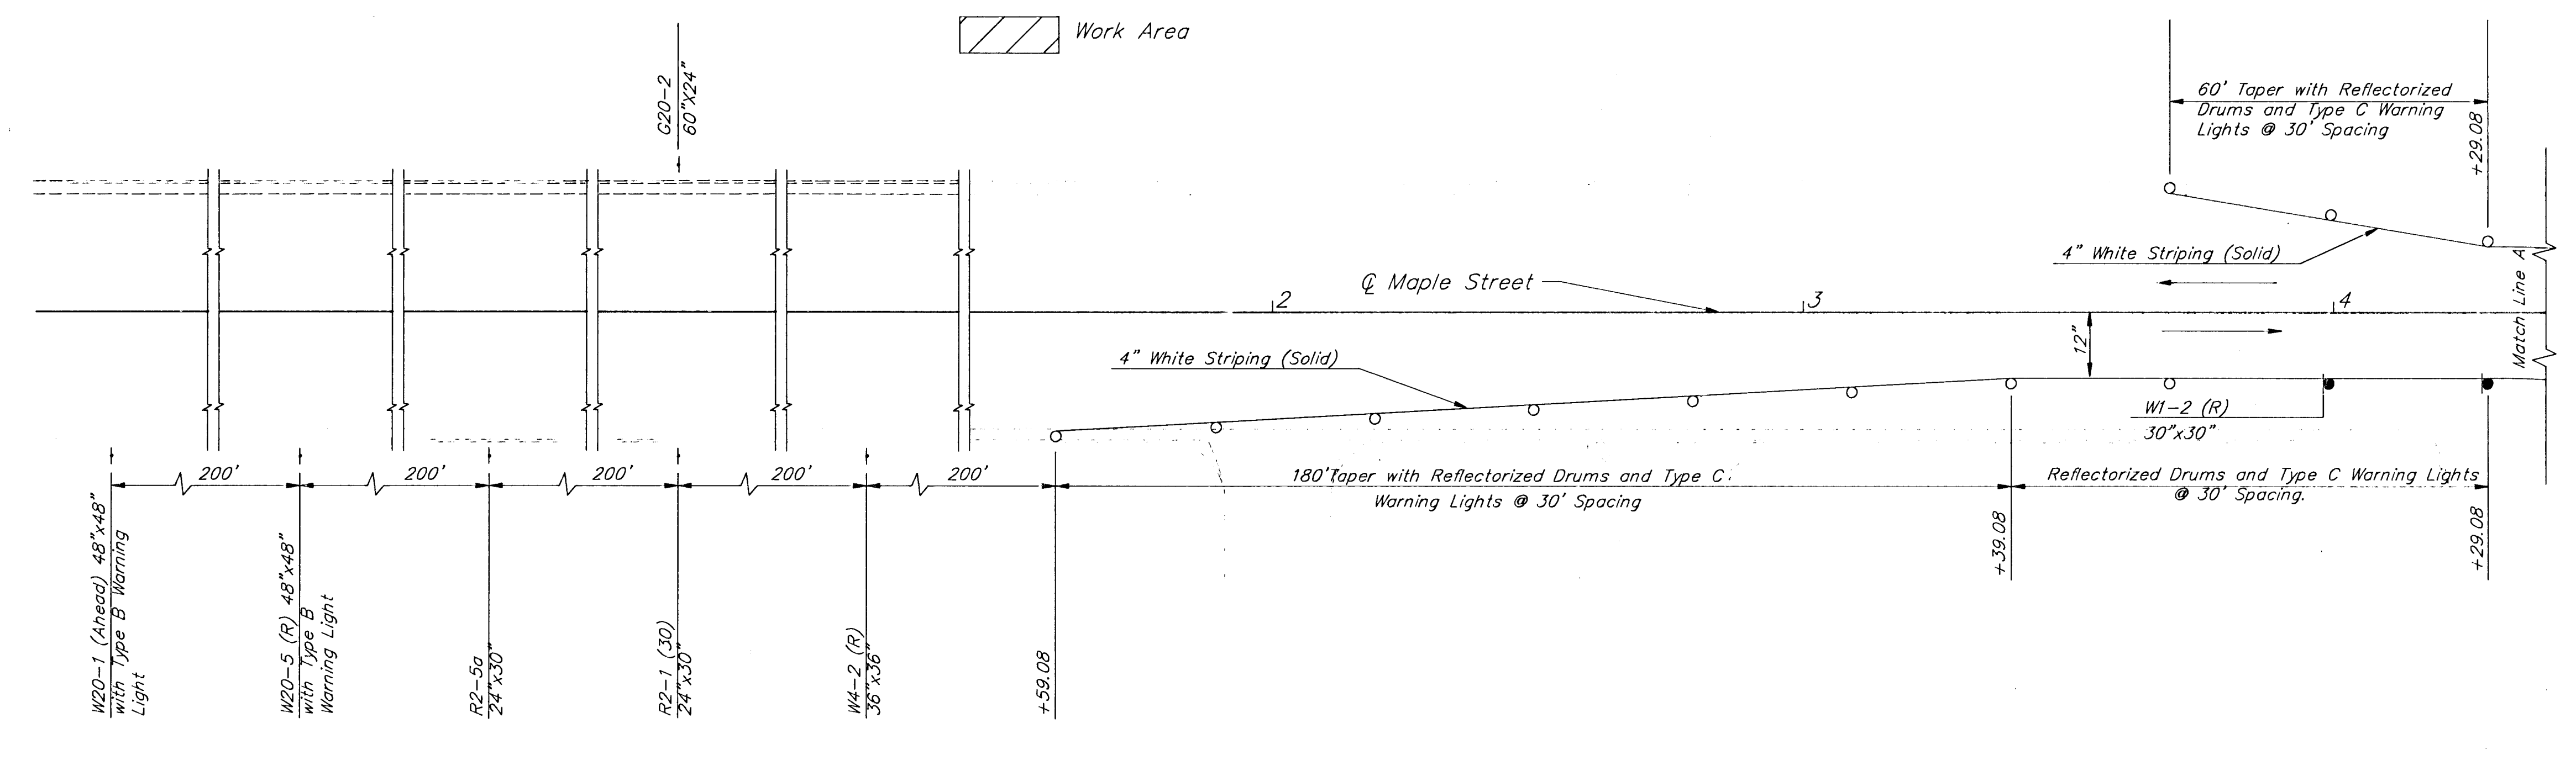 Work Area
G20-2
60"X24"
60' Taper with Reflectorized
Drums and Type C Warning
Lights @ 30' Spacing
+29.08
4" White Striping (Solid)
℄ Maple Street
2
3
4
Match Line A
12"
4" White Striping (Solid)
W1-2 (R)
30"x30"
200'
200'
200'
200'
200'
180' Taper with Reflectorized Drums and Type C
Warning Lights @ 30' Spacing
Reflectorized Drums and Type C Warning Lights
@ 30' Spacing.
W20-1 (Ahead) 48"x48"
with Type B Warning
Light
W20-5 (R) 48"x48"
with Type B
Warning Light
R2-5a
24"x30"
R2-1 (30)
24"x30"
W4-2 (R)
36"x36"
+59.08
+39.08
+29.08